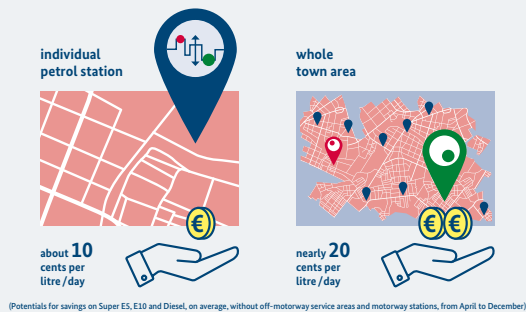 individual
petrol station
whole
town area
€
€ €
about 10
cents per
litre/day
nearly 20
cents per
litre/day
(Potentials for savings on Super E5, E10 and Diesel, on average, without off-motorway service areas and motorway stations, from April to December)